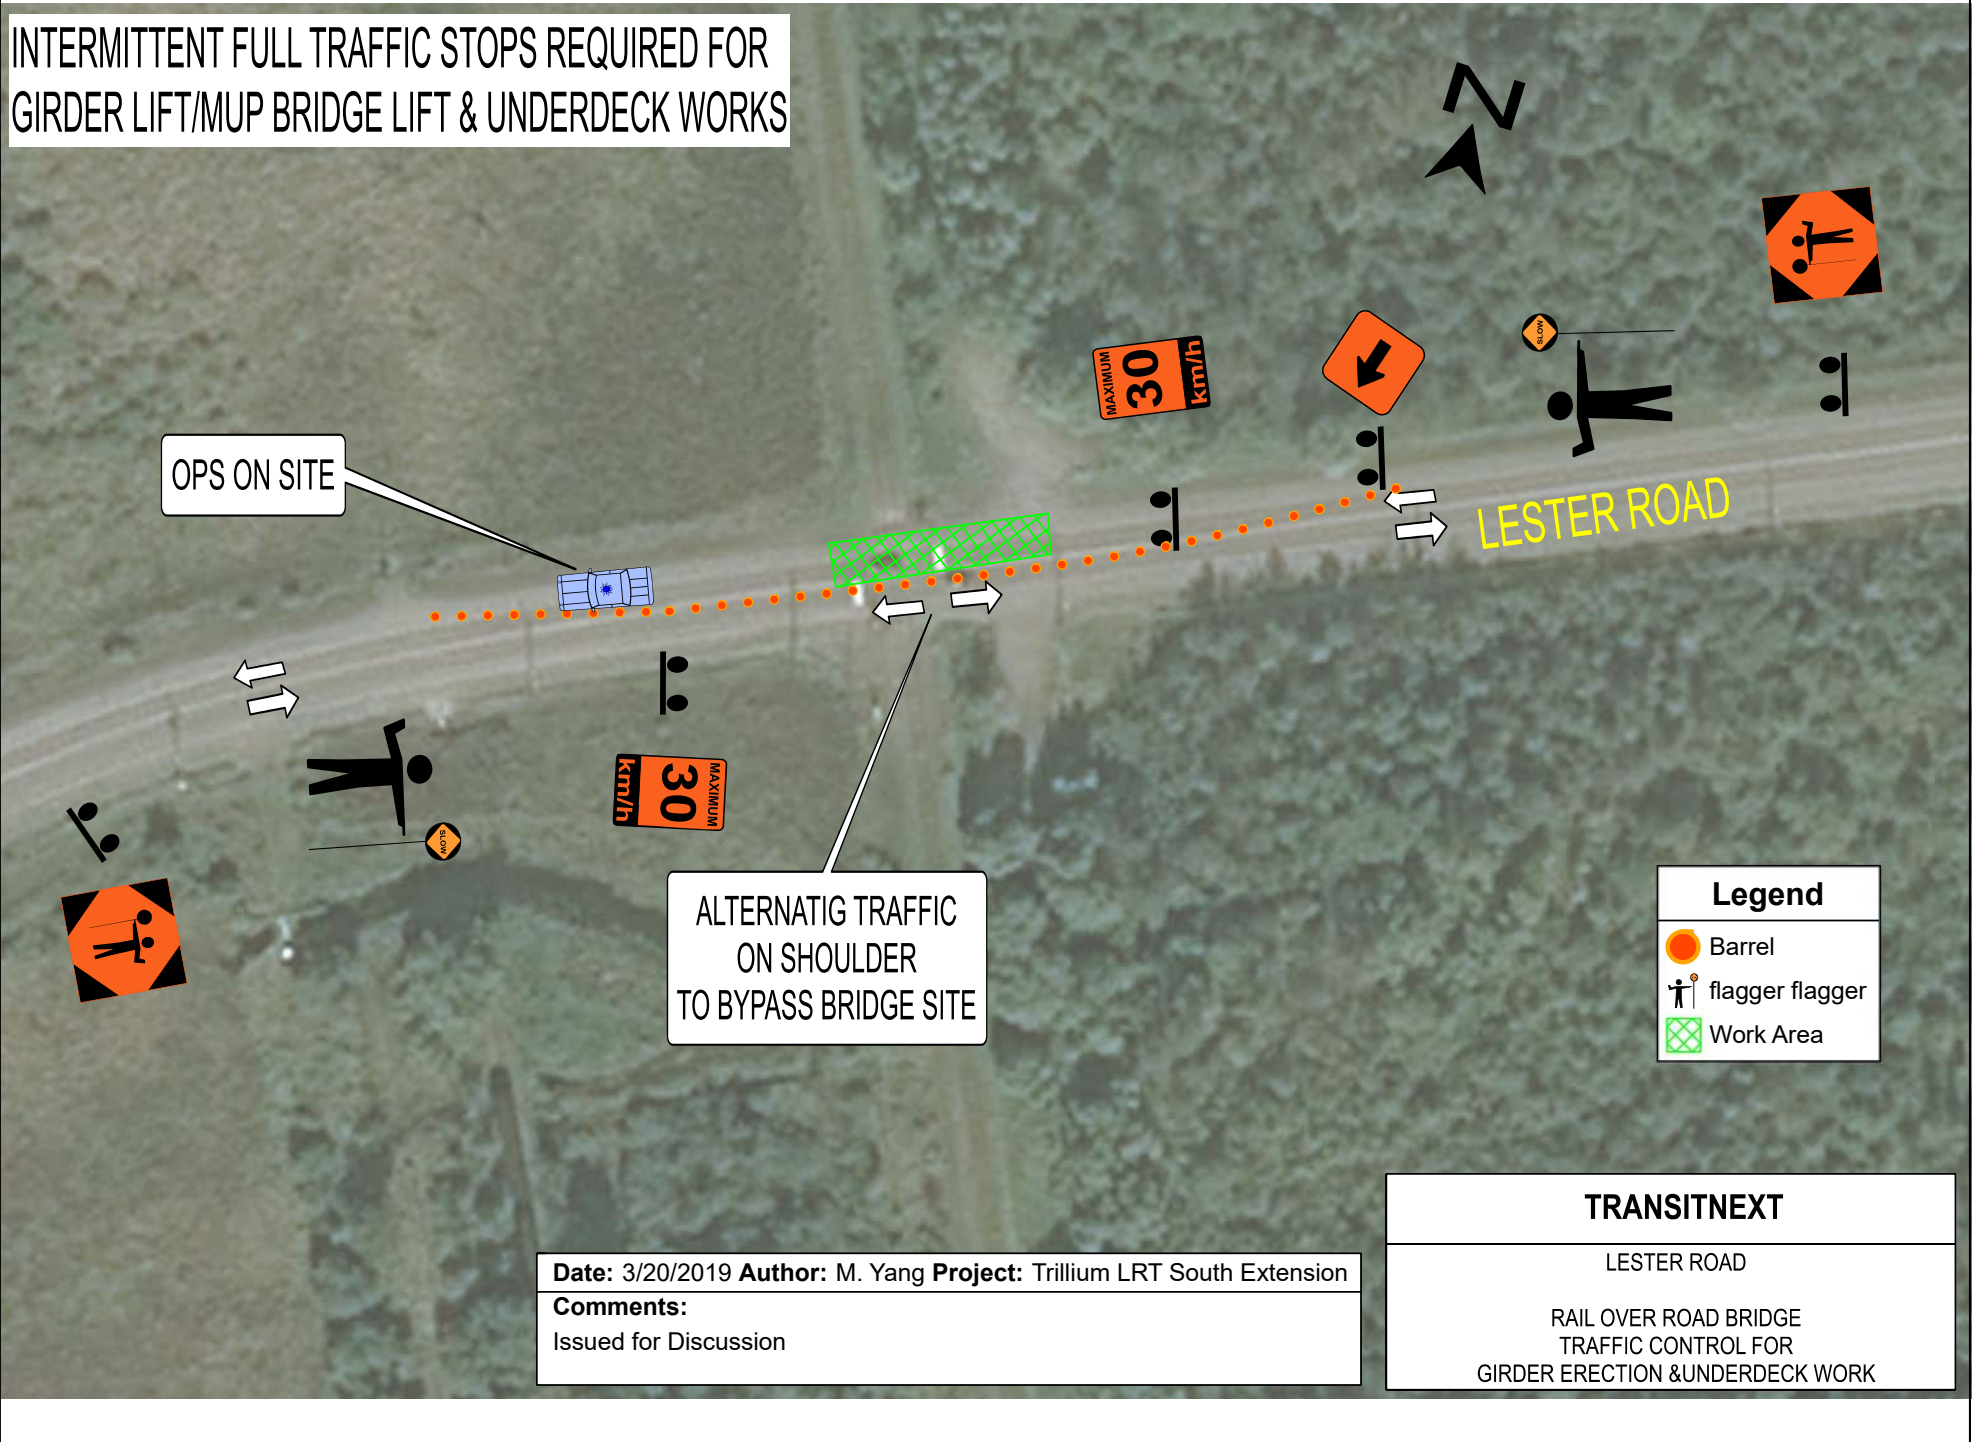 INTERMITTENT FULL TRAFFIC STOPS REQUIRED FOR
GIRDER LIFT/MUP BRIDGE LIFT & UNDERDECK WORKS
N
SLOW
MAXIMUM
30
km/h
OPS ON SITE
LESTER ROAD
MAXIMUM
30
km/h
SLOW
ALTERNATIG TRAFFIC
ON SHOULDER
TO BYPASS BRIDGE SITE
Legend
Barrel
flagger flagger
Work Area
TRANSITNEXT
LESTER ROAD
RAIL OVER ROAD BRIDGE
TRAFFIC CONTROL FOR
GIRDER ERECTION &UNDERDECK WORK
Date: 3/20/2019 Author: M. Yang Project: Trillium LRT South Extension
Comments:
Issued for Discussion